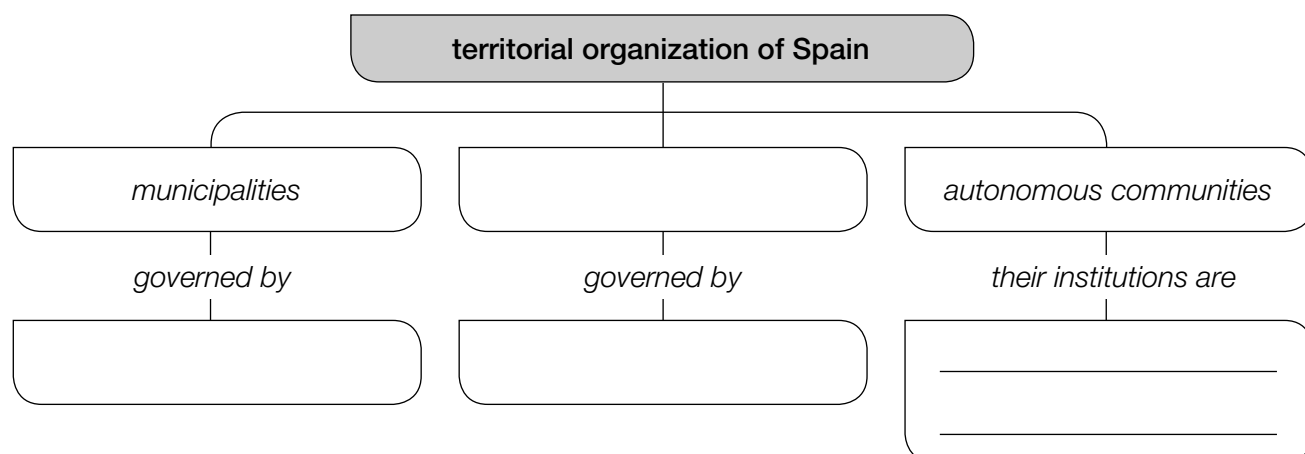 territorial organization of Spain
municipalities
autonomous communities
governed by
governed by
their institutions are